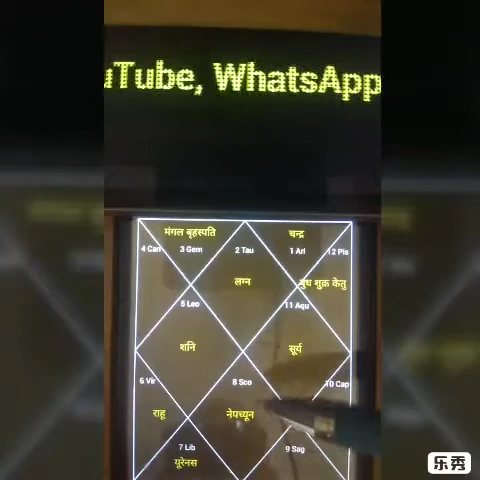 uTube, WhatsApp
मंगल बृहस्पति
चन्द्र
4 Can
3 Gem
2 Tau
1 Ari
12 Pis
लग्न
बुध शुक्र केतु
5 Leo
11 Aqu
शनि
सूर्य
6 Vir
8 Sco
10 Cap
राहू
नेपच्यून
7 Lib
9 Sag
यूरेनस
乐秀